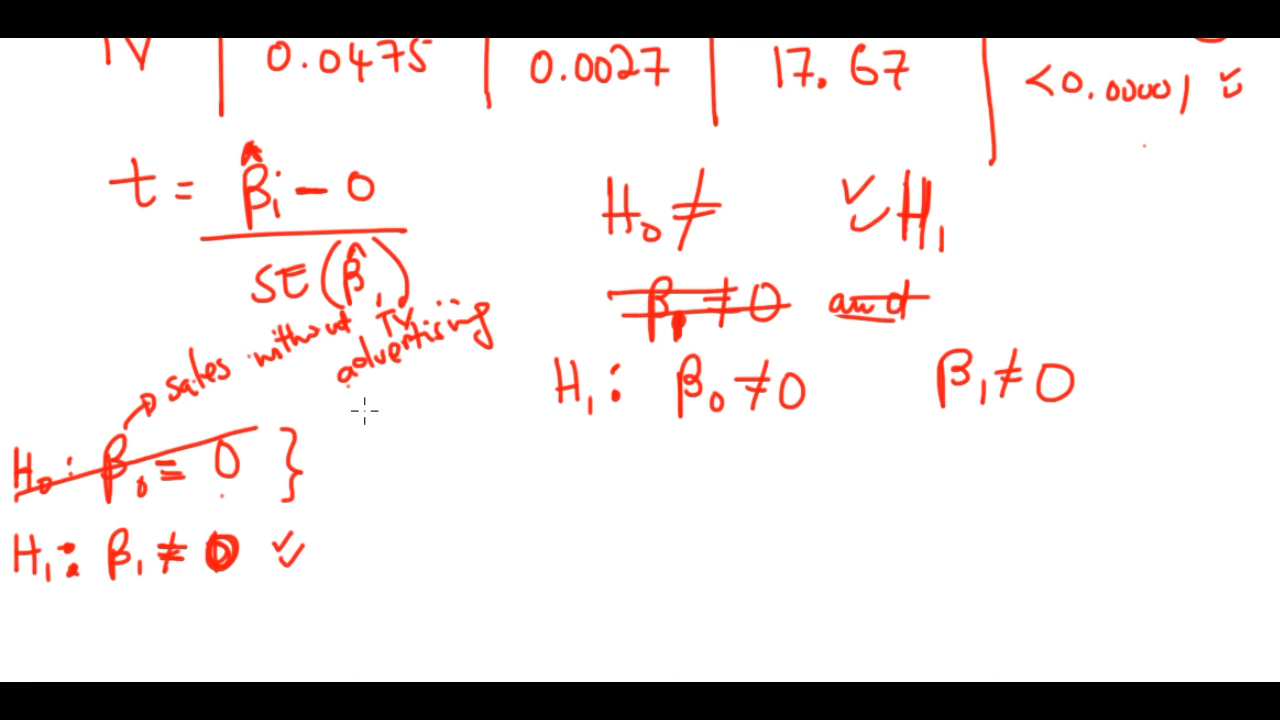 TV | 0.0475 | 0.0027 | 17.67 | <0.00001
t = β̂₁ - 0
SE(β̂₁)
H₀ ≠ ✓ H₁
β₁ ≠ 0 and
sales without TV
advertising
H₁ : β₀ ≠ 0 β₁ ≠ 0
H₀ : β₀ = 0 }
H₁ : β₁ ≠ 0 ✓